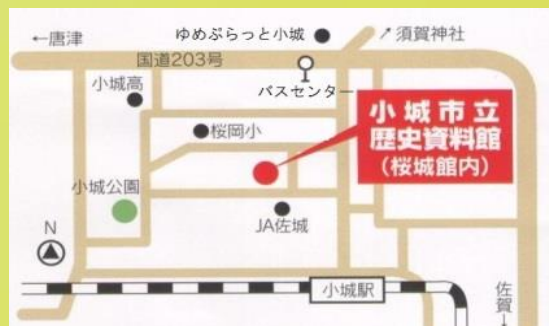 ←唐津
ゆめぷらっと小城
↗須賀神社
国道203号
小城高
バスセンター
桜岡小
小城市立
歴史資料館
(桜城館内)
小城公園
JA佐城
N
小城駅
佐賀→